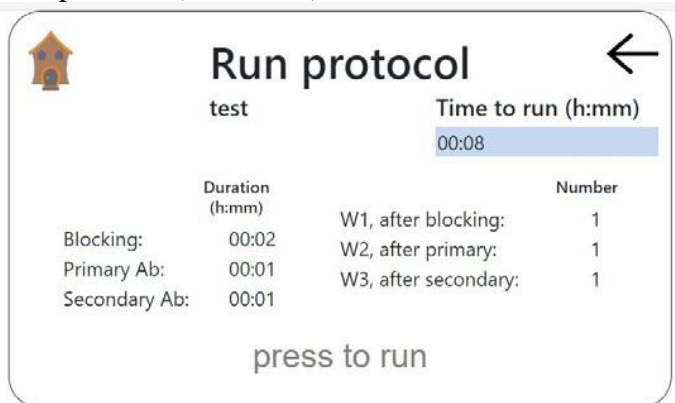 Run protocol
test
Time to run (h:mm)
00:08
Duration
(h:mm)
Blocking: 00:02
Primary Ab: 00:01
Secondary Ab: 00:01
Number
W1, after blocking: 1
W2, after primary: 1
W3, after secondary: 1
press to run